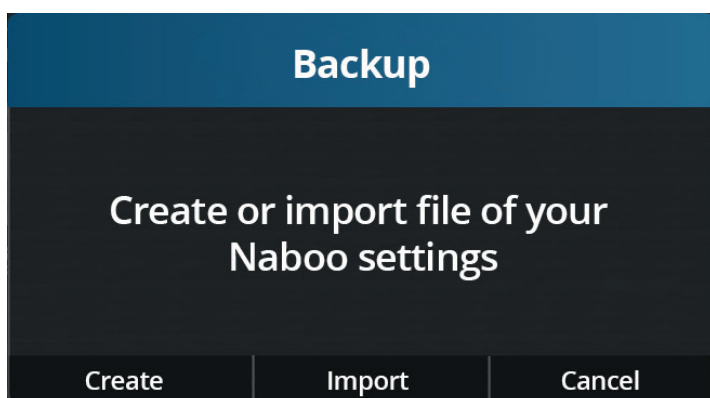 Backup
Create or import file of your
Naboo settings
Create
Import
Cancel